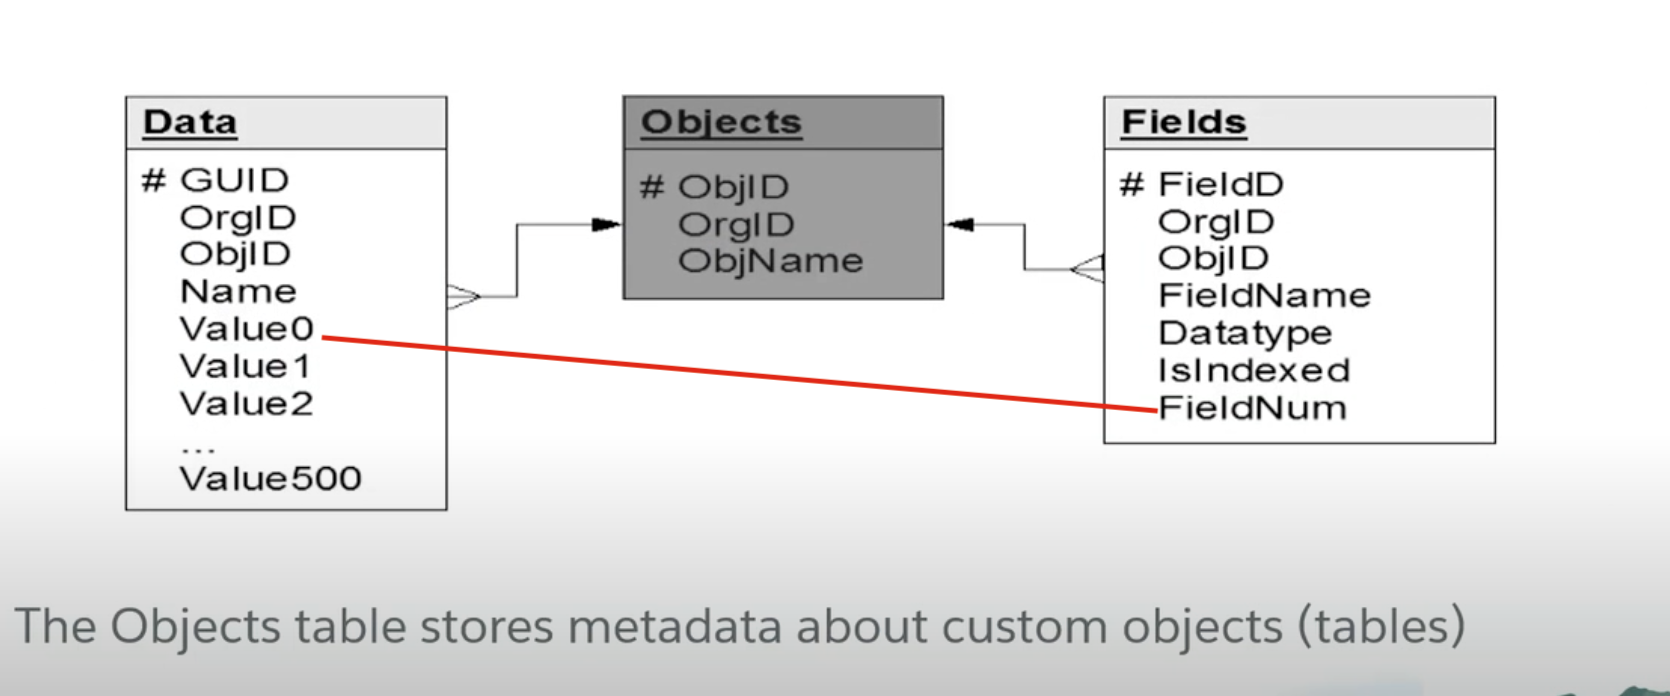 Data
# GUID
OrgID
ObjID
Name
Value0
Value1
Value2
...
Value500
Objects
# ObjID
OrgID
ObjName
Fields
# FieldD
OrgID
ObjID
FieldName
Datatype
IsIndexed
FieldNum
The Objects table stores metadata about custom objects (tables)